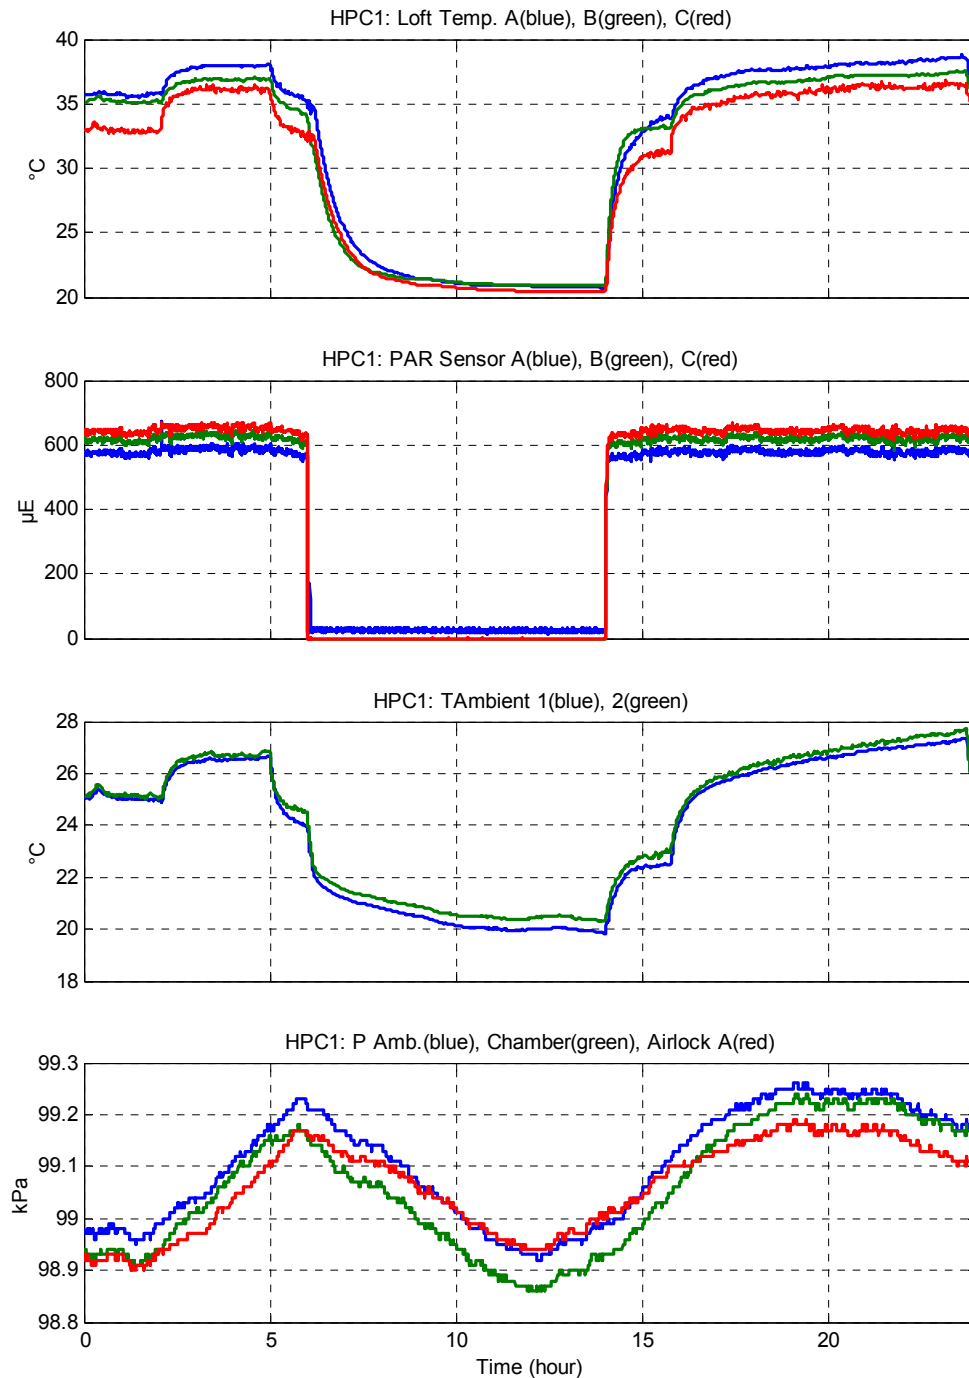 HPC1: Loft Temp. A(blue), B(green), C(red)
40
35
30
25
20
°C
HPC1: PAR Sensor A(blue), B(green), C(red)
800
600
400
200
0
µE
HPC1: TAmbient 1(blue), 2(green)
28
26
24
22
20
18
°C
HPC1: P Amb.(blue), Chamber(green), Airlock A(red)
99.3
99.2
99.1
99
98.9
98.8
kPa
0 5 10 15 20
Time (hour)